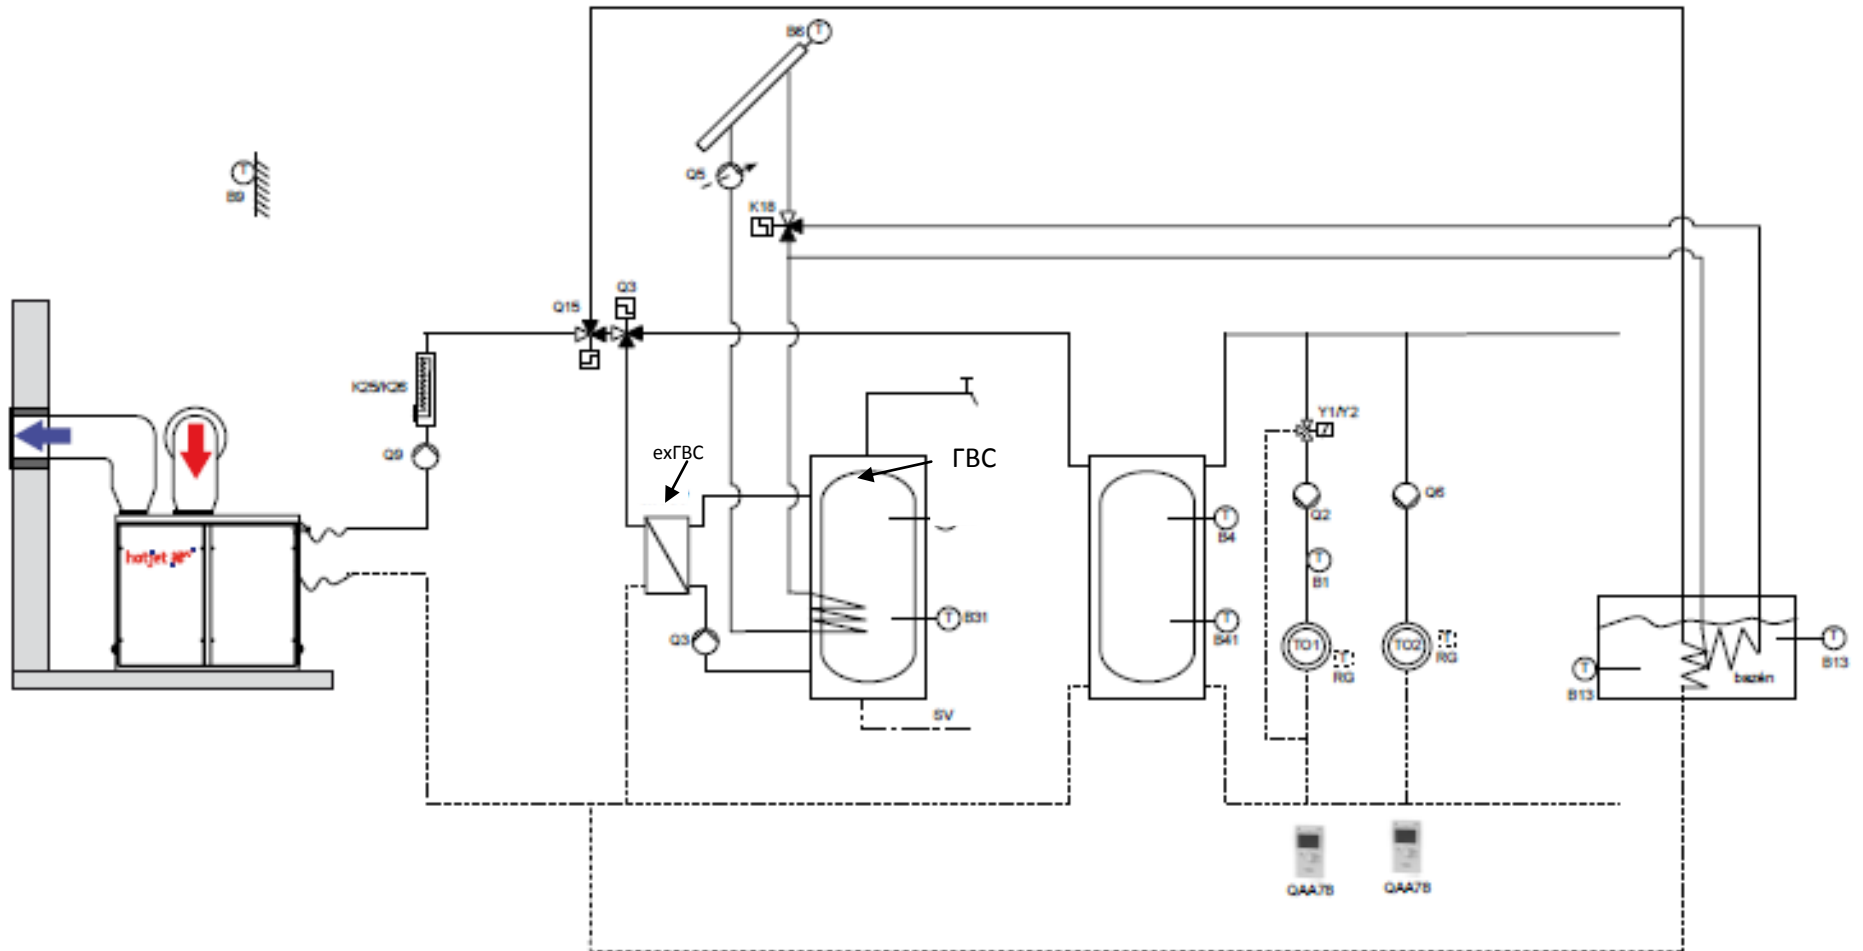 B6
B9
Q5
K18
Q3
Q15
K25/K26
Y1/Y2
Q9
exГВС
ГВС
Q6
Q2
hotjet
B4
B1
B31
B41
Q3
TO1
TO2
RG
RG
B13
B13
bazén
SV
QAA78
QAA78